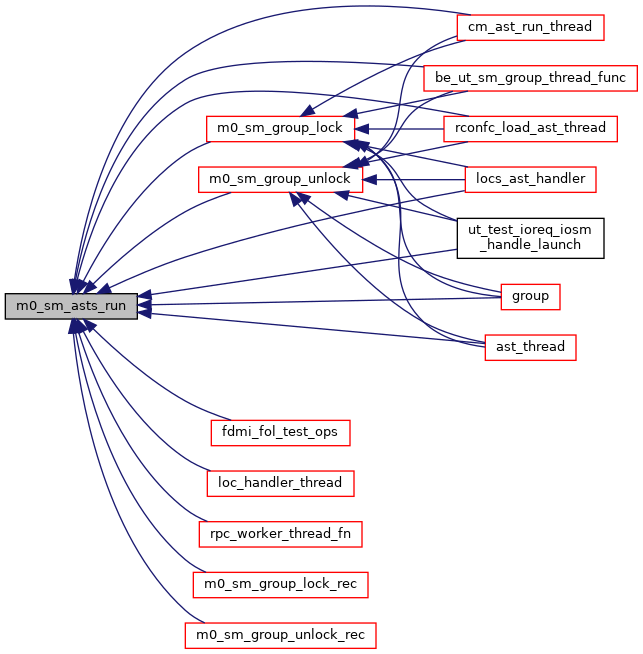 cm_ast_run_thread
be_ut_sm_group_thread_func
m0_sm_group_lock
rconfc_load_ast_thread
m0_sm_group_unlock
locs_ast_handler
ut_test_ioreq_iosm
_handle_launch
group
m0_sm_asts_run
ast_thread
fdmi_fol_test_ops
loc_handler_thread
rpc_worker_thread_fn
m0_sm_group_lock_rec
m0_sm_group_unlock_rec